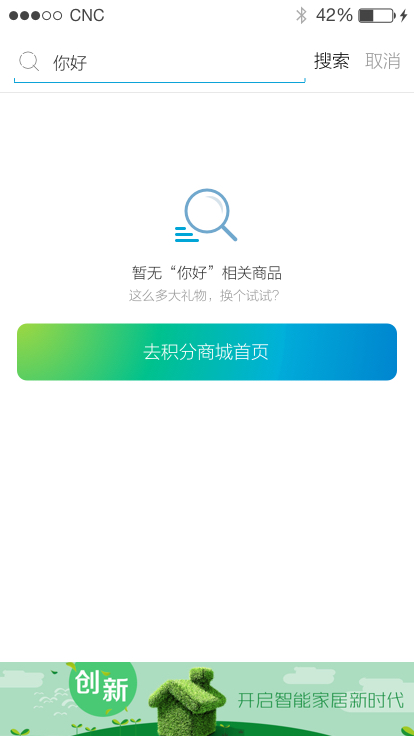 CNC 42%
你好 搜索 取消
暂无“你好”相关商品
这么多大礼物，换个试试？
去积分商城首页
创新
开启智能家居新时代